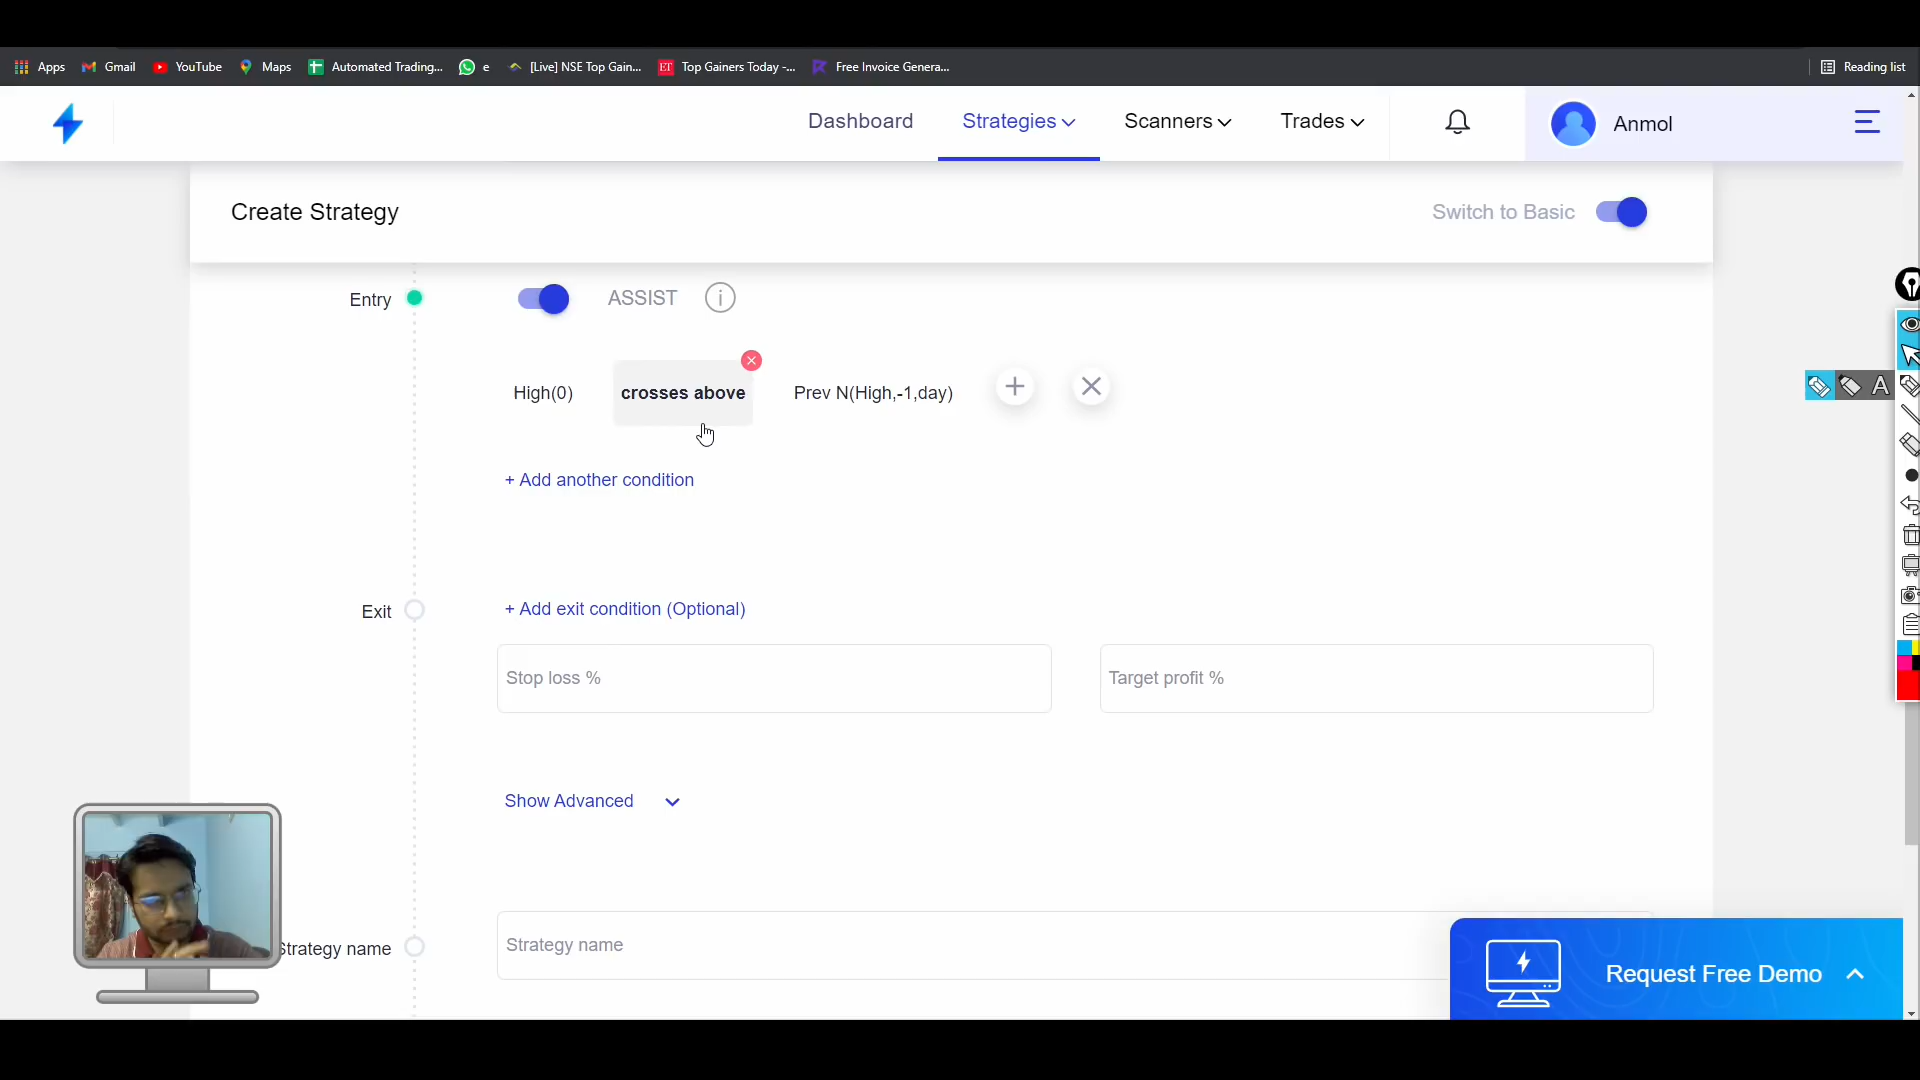 Apps Gmail YouTube Maps Automated Trading... e [Live] NSE Top Gain... ET Top Gainers Today -... Free Invoice Genera... Reading list
Dashboard Strategies Scanners Trades Anmol
Create Strategy Switch to Basic
Entry ASSIST i
High(0) crosses above Prev N(High,-1,day)
A
+ Add another condition
Exit + Add exit condition (Optional)
Stop loss % Target profit %
Show Advanced
Strategy name Strategy name
Request Free Demo